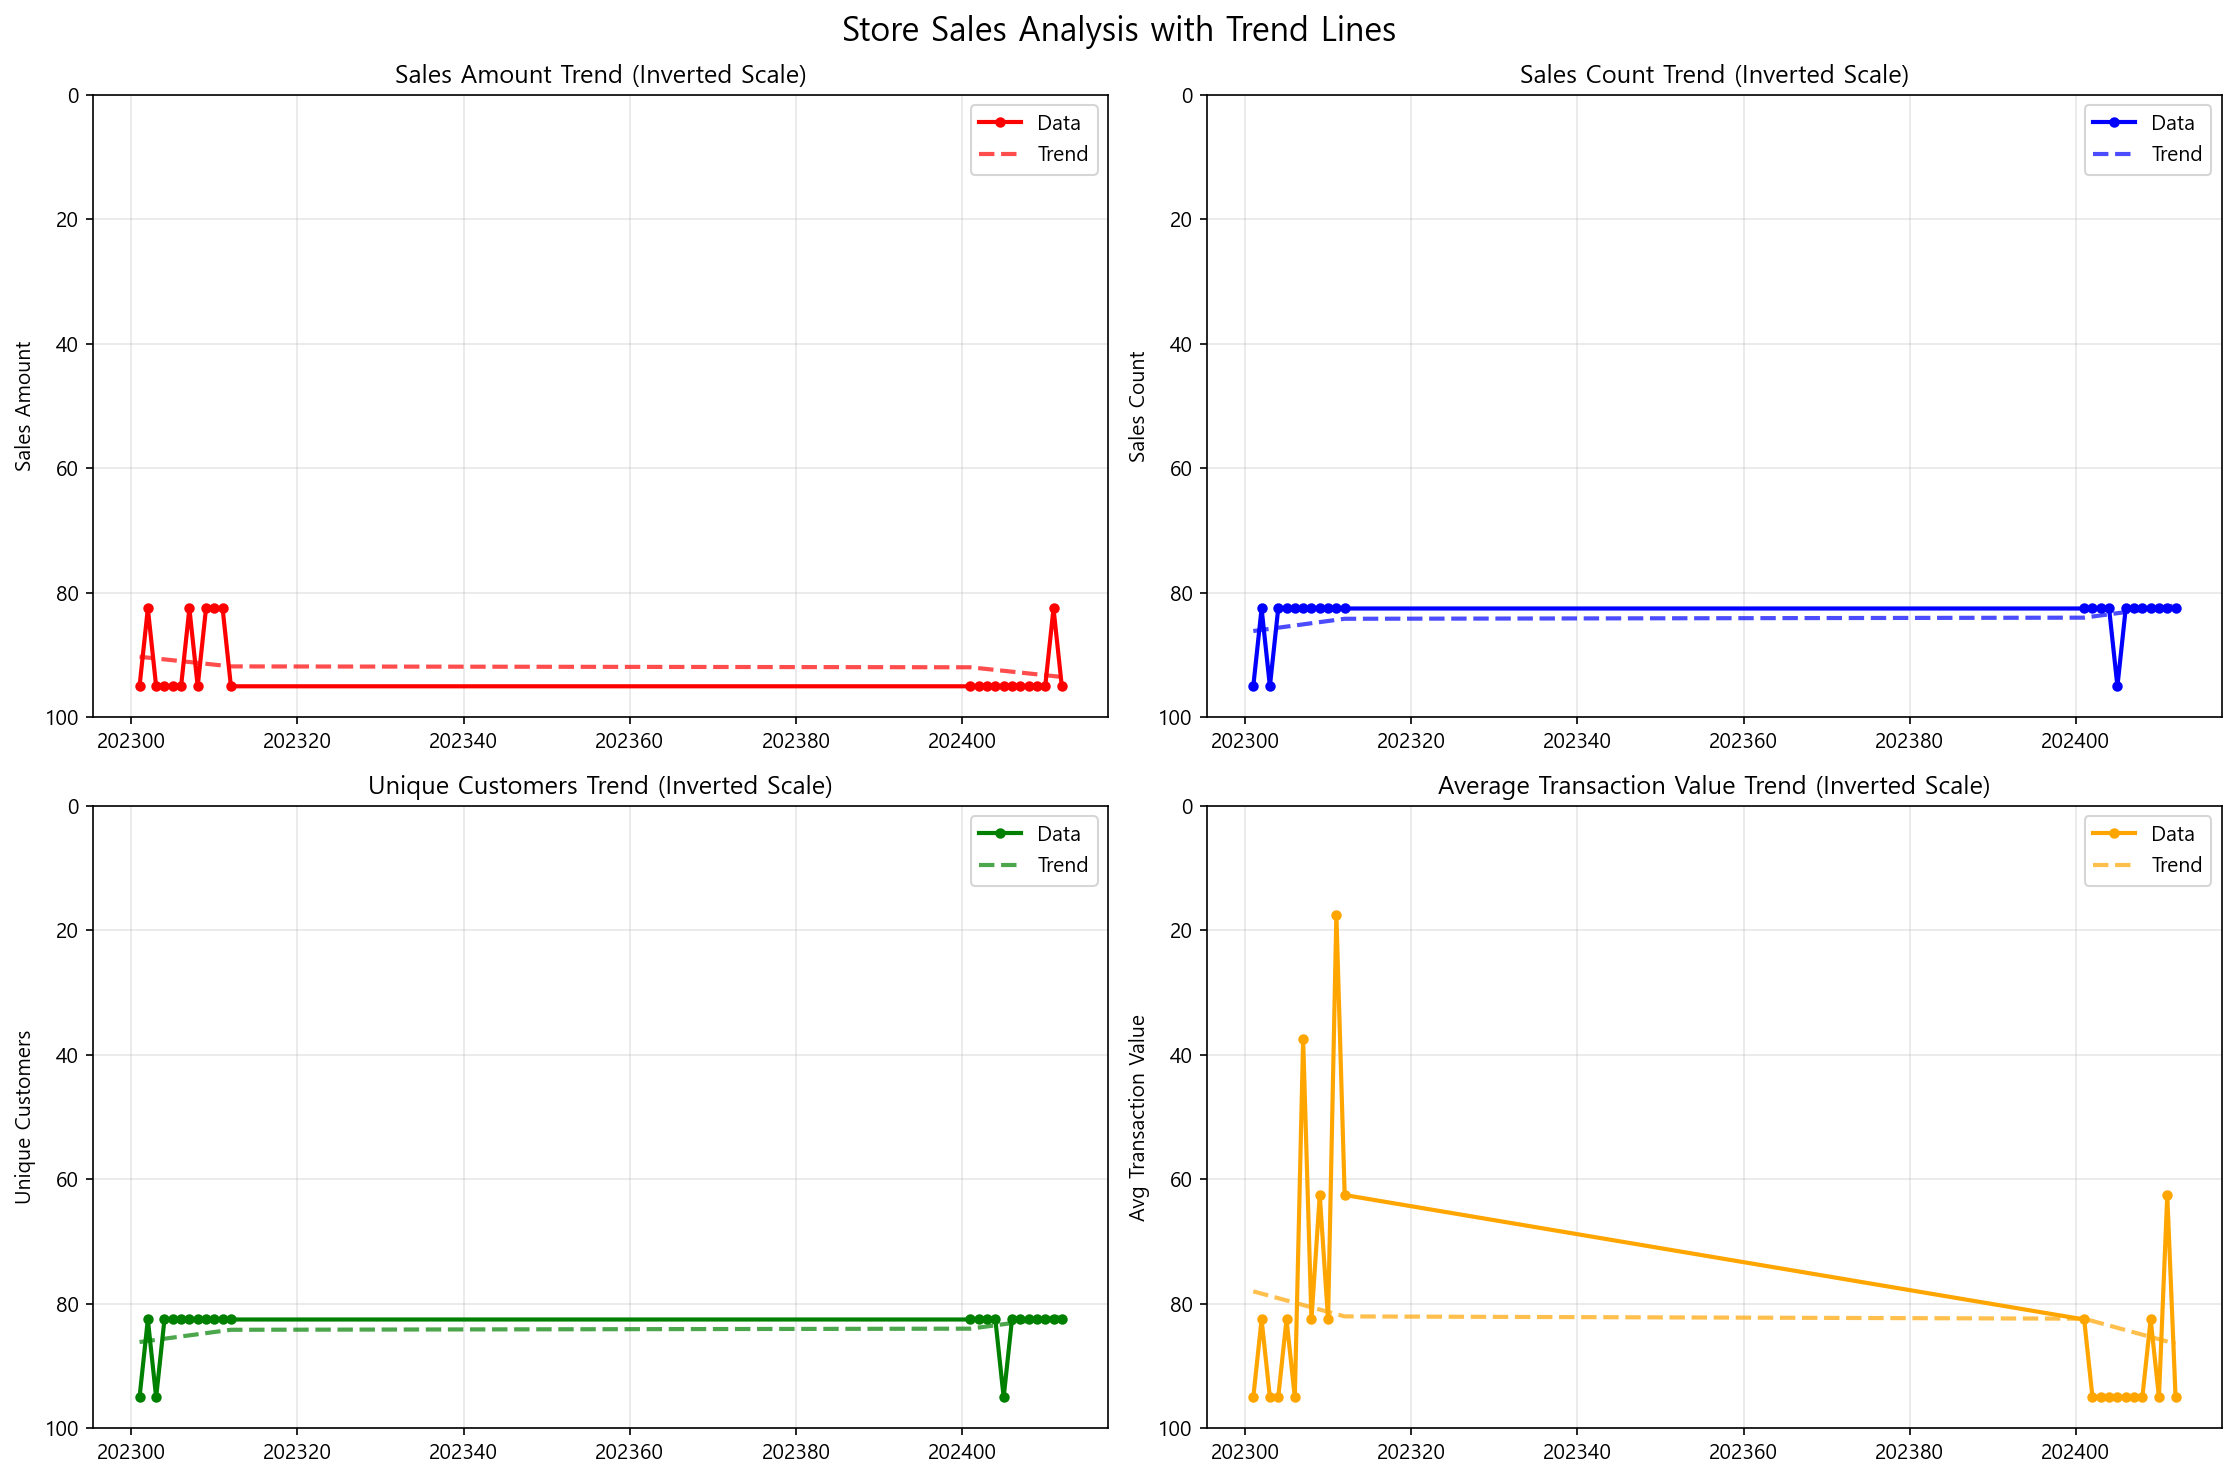 Store Sales Analysis with Trend Lines
Sales Amount Trend (Inverted Scale)
Sales Amount
0
20
40
60
80
100
202300 202320 202340 202360 202380 202400
Data
Trend
Sales Count Trend (Inverted Scale)
Sales Count
0
20
40
60
80
100
202300 202320 202340 202360 202380 202400
Data
Trend
Unique Customers Trend (Inverted Scale)
Unique Customers
0
20
40
60
80
100
202300 202320 202340 202360 202380 202400
Data
Trend
Average Transaction Value Trend (Inverted Scale)
Avg Transaction Value
0
20
40
60
80
100
202300 202320 202340 202360 202380 202400
Data
Trend